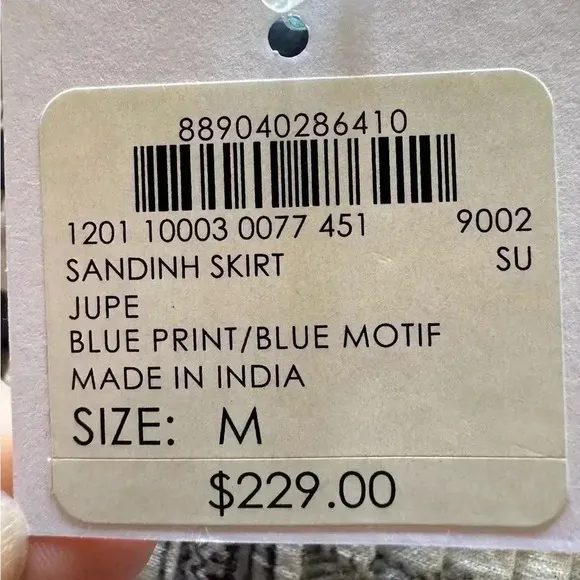 889040286410
1201 10003 0077 451 9002
SANDINH SKIRT SU
JUPE
BLUE PRINT/BLUE MOTIF
MADE IN INDIA
SIZE: M
$229.00